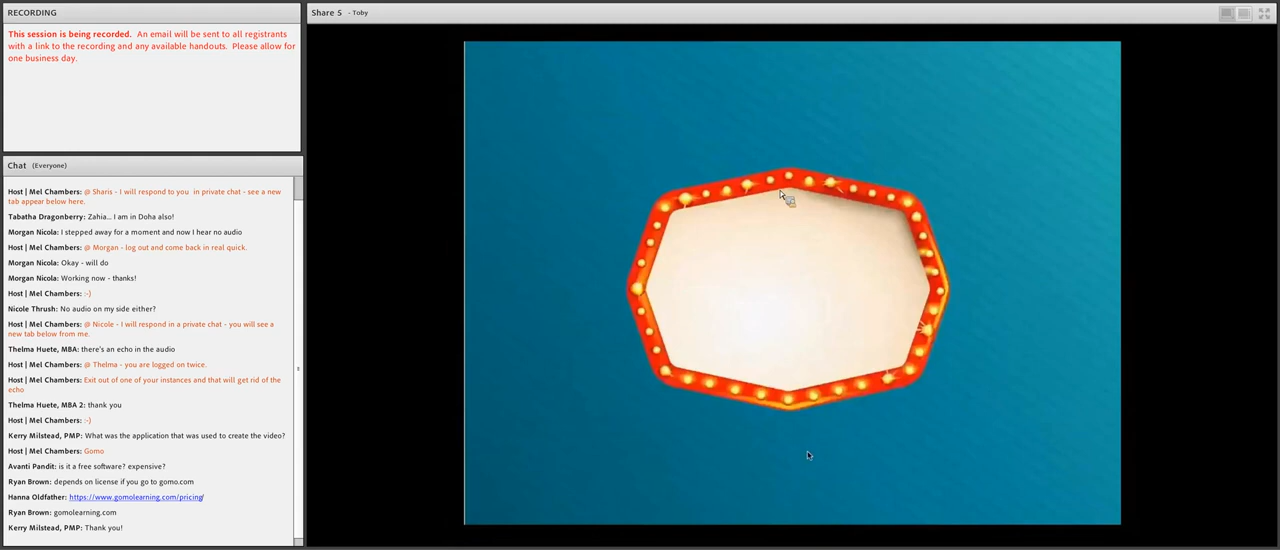 RECORDING
This session is being recorded. An email will be sent to all registrants
with a link to the recording and any available handouts. Please allow for
one business day.
Chat (Everyone)
Host | Mel Chambers: @ Sharis - I will respond to you in private chat - see a new
tab appear below here.
Tabatha Dragonberry: Zahia... I am in Doha also!
Morgan Nicola: I stepped away for a moment and now I hear no audio
Host | Mel Chambers: @ Morgan - log out and come back in real quick.
Morgan Nicola: Okay - will do
Morgan Nicola: Working now - thanks!
Host | Mel Chambers: :-)
Nicole Thrush: No audio on my side either?
Host | Mel Chambers: @ Nicole - I will respond in a private chat - you will see a
new tab below from me.
Thelma Huete, MBA: there's an echo in the audio
Host | Mel Chambers: @ Thelma - you are logged on twice.
Host | Mel Chambers: Exit out of one of your instances and that will get rid of the
echo
Thelma Huete, MBA 2: thank you
Host | Mel Chambers: :-)
Kerry Milstead, PMP: What was the application that was used to create the video?
Host | Mel Chambers: Gomo
Avanti Pandit: is it a free software? expensive?
Ryan Brown: depends on license if you go to gomo.com
Hanna Oldfather: https://www.gomolearning.com/pricing/
Ryan Brown: gomolearning.com
Kerry Milstead, PMP: Thank you!
Share 5 - Toby